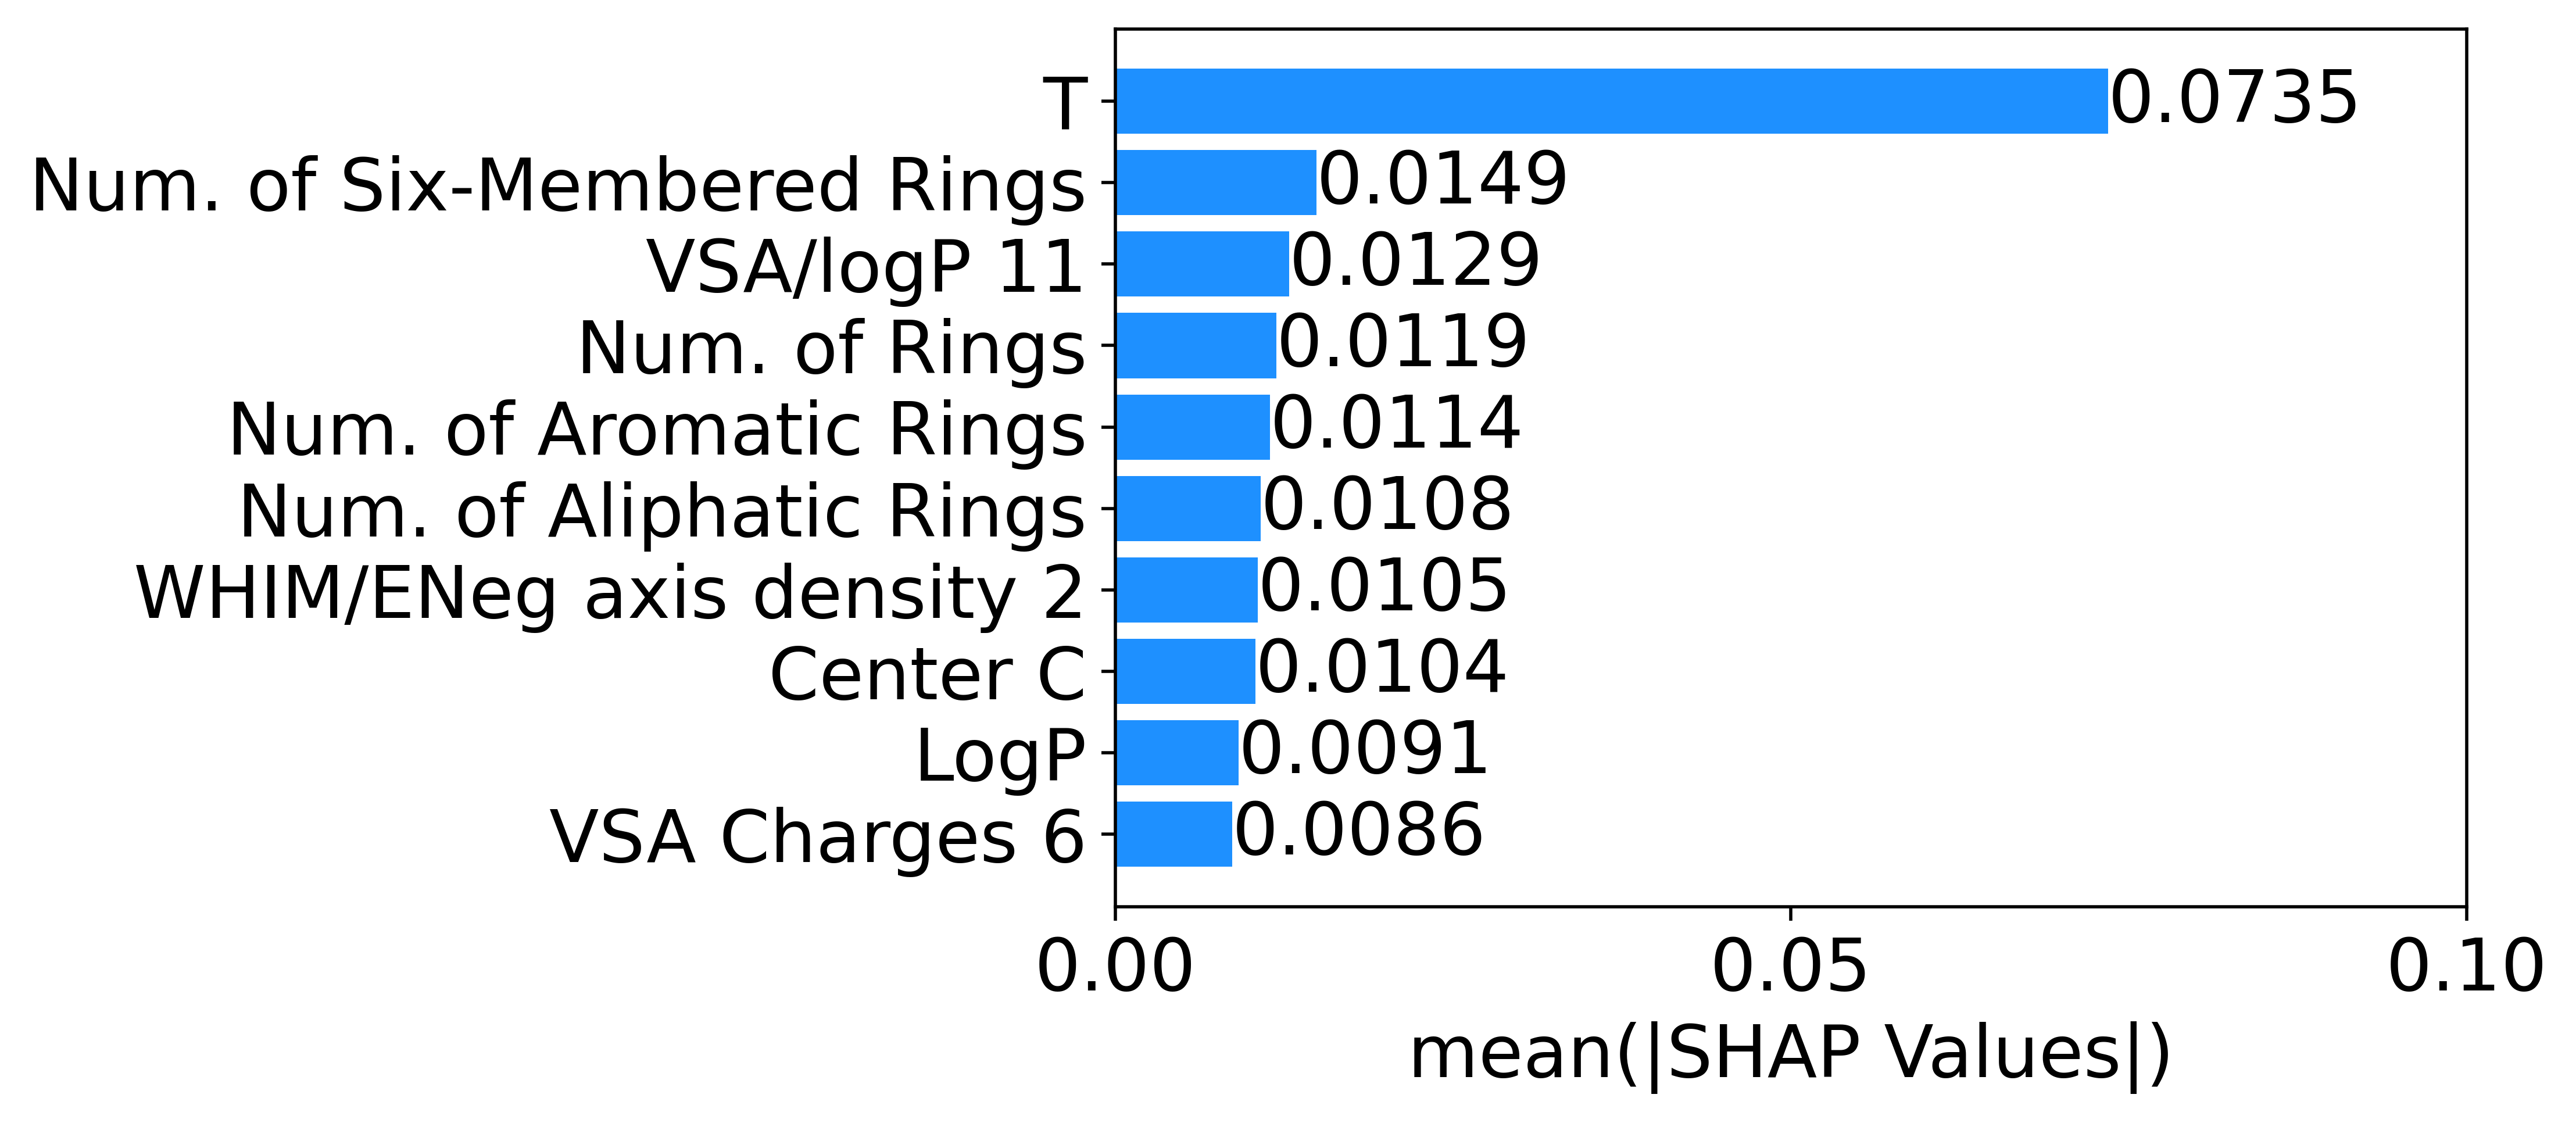 T 0.0735
Num. of Six-Membered Rings 0.0149
VSA/logP 11 0.0129
Num. of Rings 0.0119
Num. of Aromatic Rings 0.0114
Num. of Aliphatic Rings 0.0108
WHIM/ENeg axis density 2 0.0105
Center C 0.0104
LogP 0.0091
VSA Charges 6 0.0086
0.00 0.05 0.10
mean(|SHAP Values|)